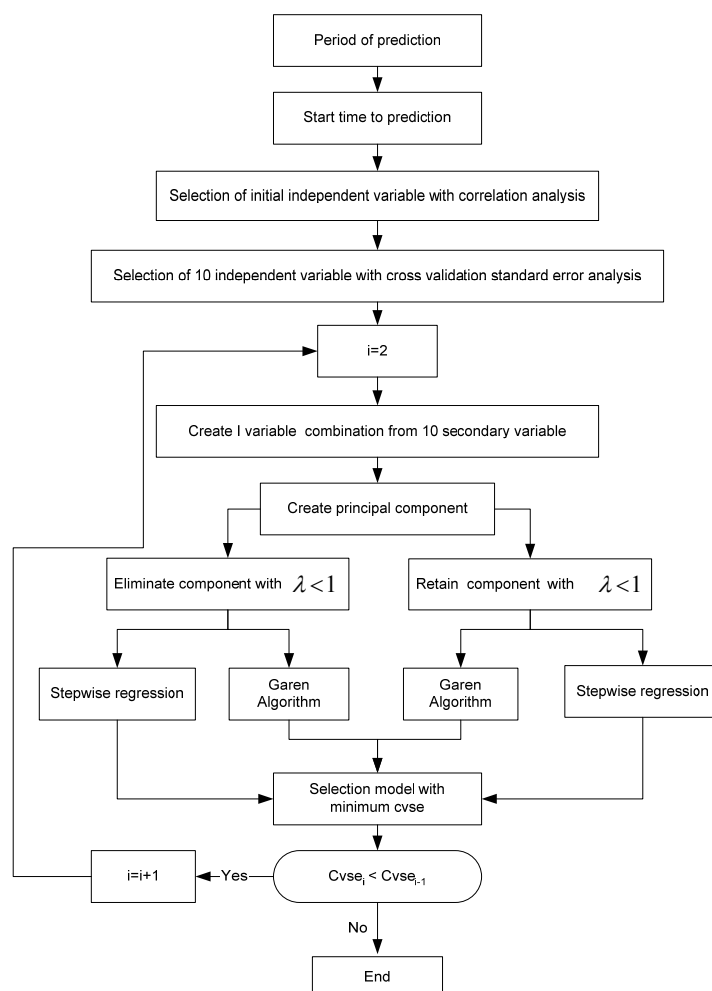 Period of prediction
Start time to prediction
Selection of initial independent variable with correlation analysis
Selection of 10 independent variable with cross validation standard error analysis
i=2
Create I variable combination from 10 secondary variable
Create principal component
Eliminate component with λ<1
Retain component with λ<1
Stepwise regression
Garen
Algorithm
Garen
Algorithm
Stepwise regression
Selection model with
minimum cvse
i=i+1
Yes
Cvseᵢ < Cvseᵢ₋₁
No
End